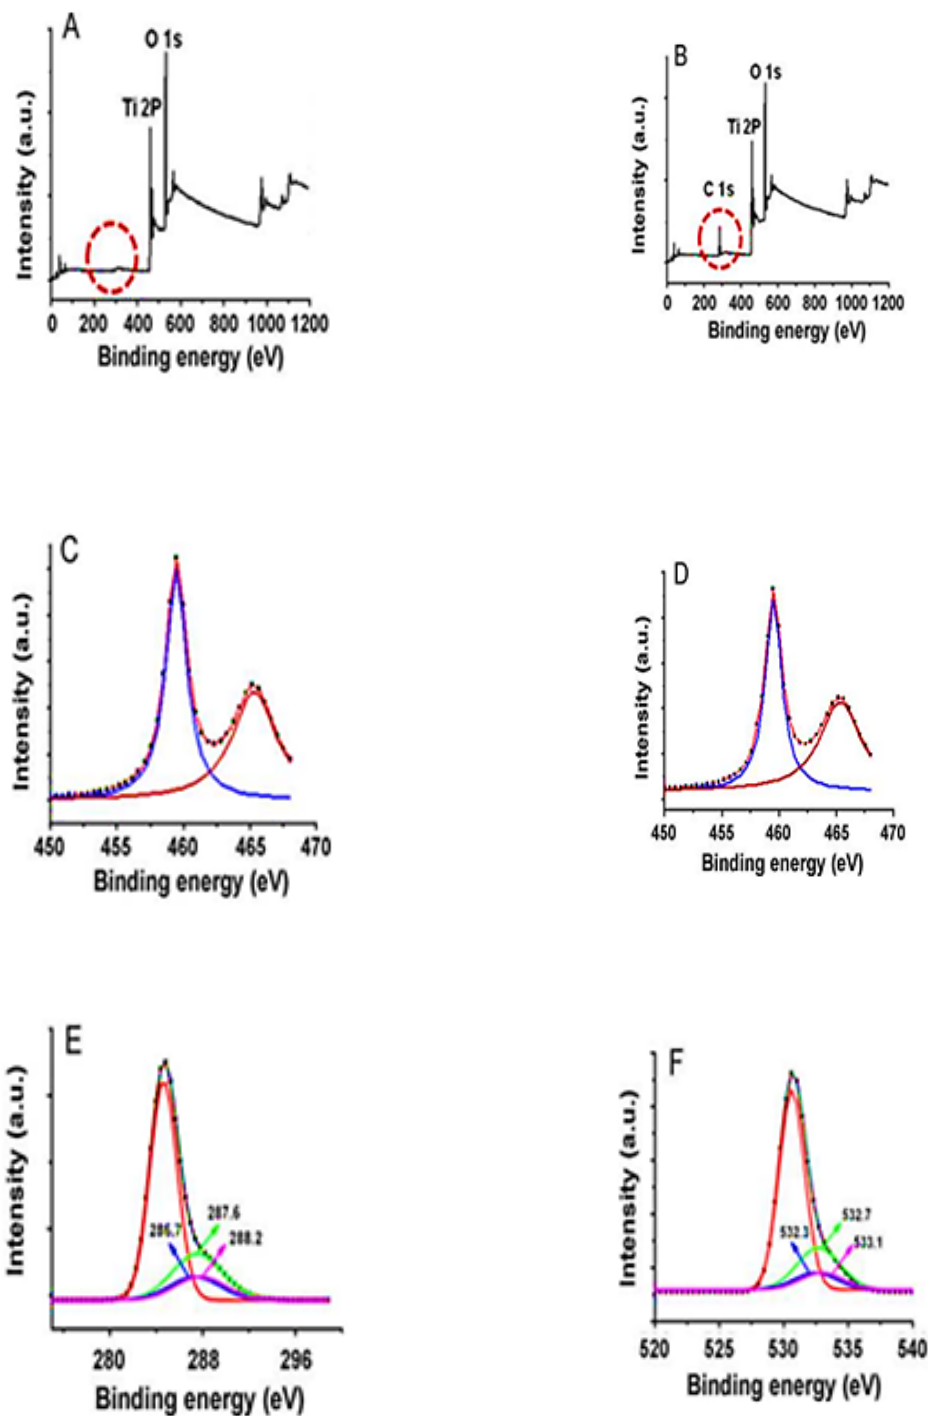 A
O 1s
Ti 2P
Intensity (a.u.)
0 200 400 600 800 1000 1200
Binding energy (eV)
B
O 1s
Ti 2P
C 1s
Intensity (a.u.)
0 200 400 600 800 1000 1200
Binding energy (eV)
C
Intensity (a.u.)
450 455 460 465 470
Binding energy (eV)
D
Intensity (a.u.)
450 455 460 465 470
Binding energy (eV)
E
287.6
286.7
288.2
Intensity (a.u.)
280 288 296
Binding energy (eV)
F
532.7
532.3
533.1
Intensity (a.u.)
520 525 530 535 540
Binding energy (eV)